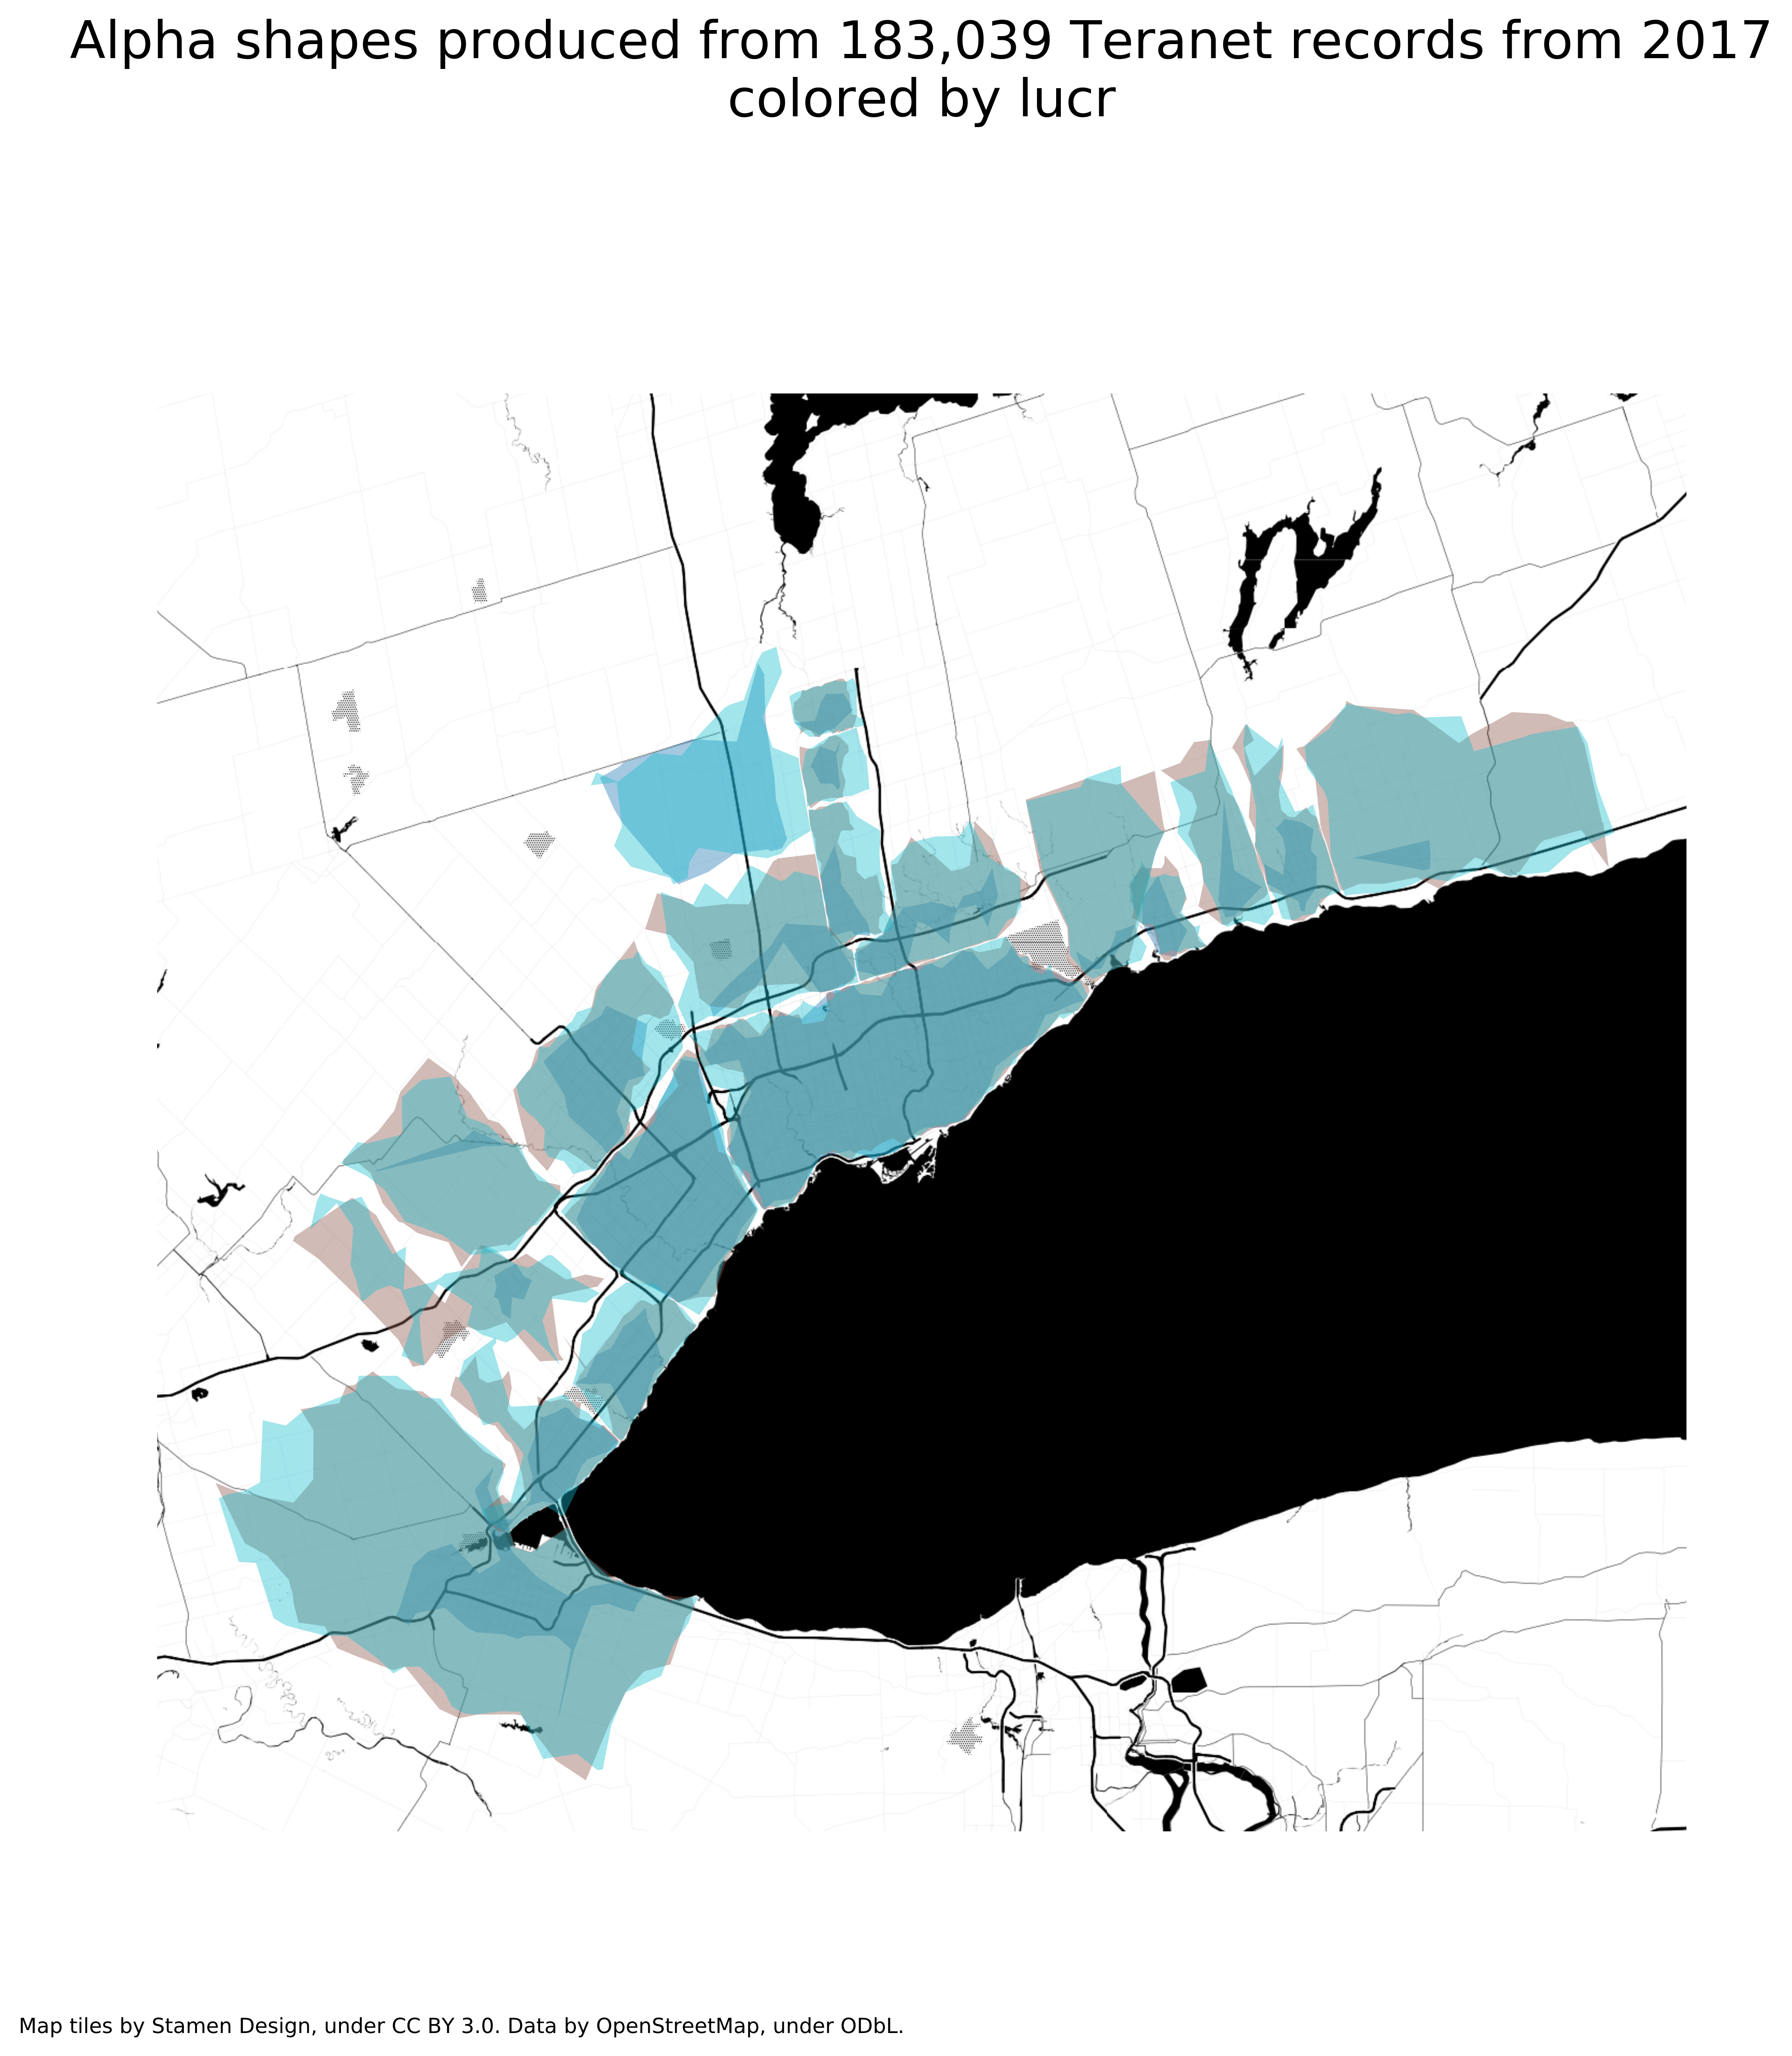 Alpha shapes produced from 183,039 Teranet records from 2017
colored by lucr
Map tiles by Stamen Design, under CC BY 3.0. Data by OpenStreetMap, under ODbL.